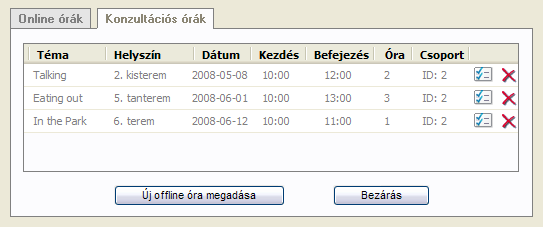 Online órák Konzultációs órák
Téma Helyszín Dátum Kezdés Befejezés Óra Csoport
Talking 2. kisterem 2008-05-08 10:00 12:00 2 ID: 2
Eating out 5. tanterem 2008-06-01 10:00 13:00 3 ID: 2
In the Park 6. terem 2008-06-12 10:00 11:00 1 ID: 2
Új offline óra megadása Bezárás